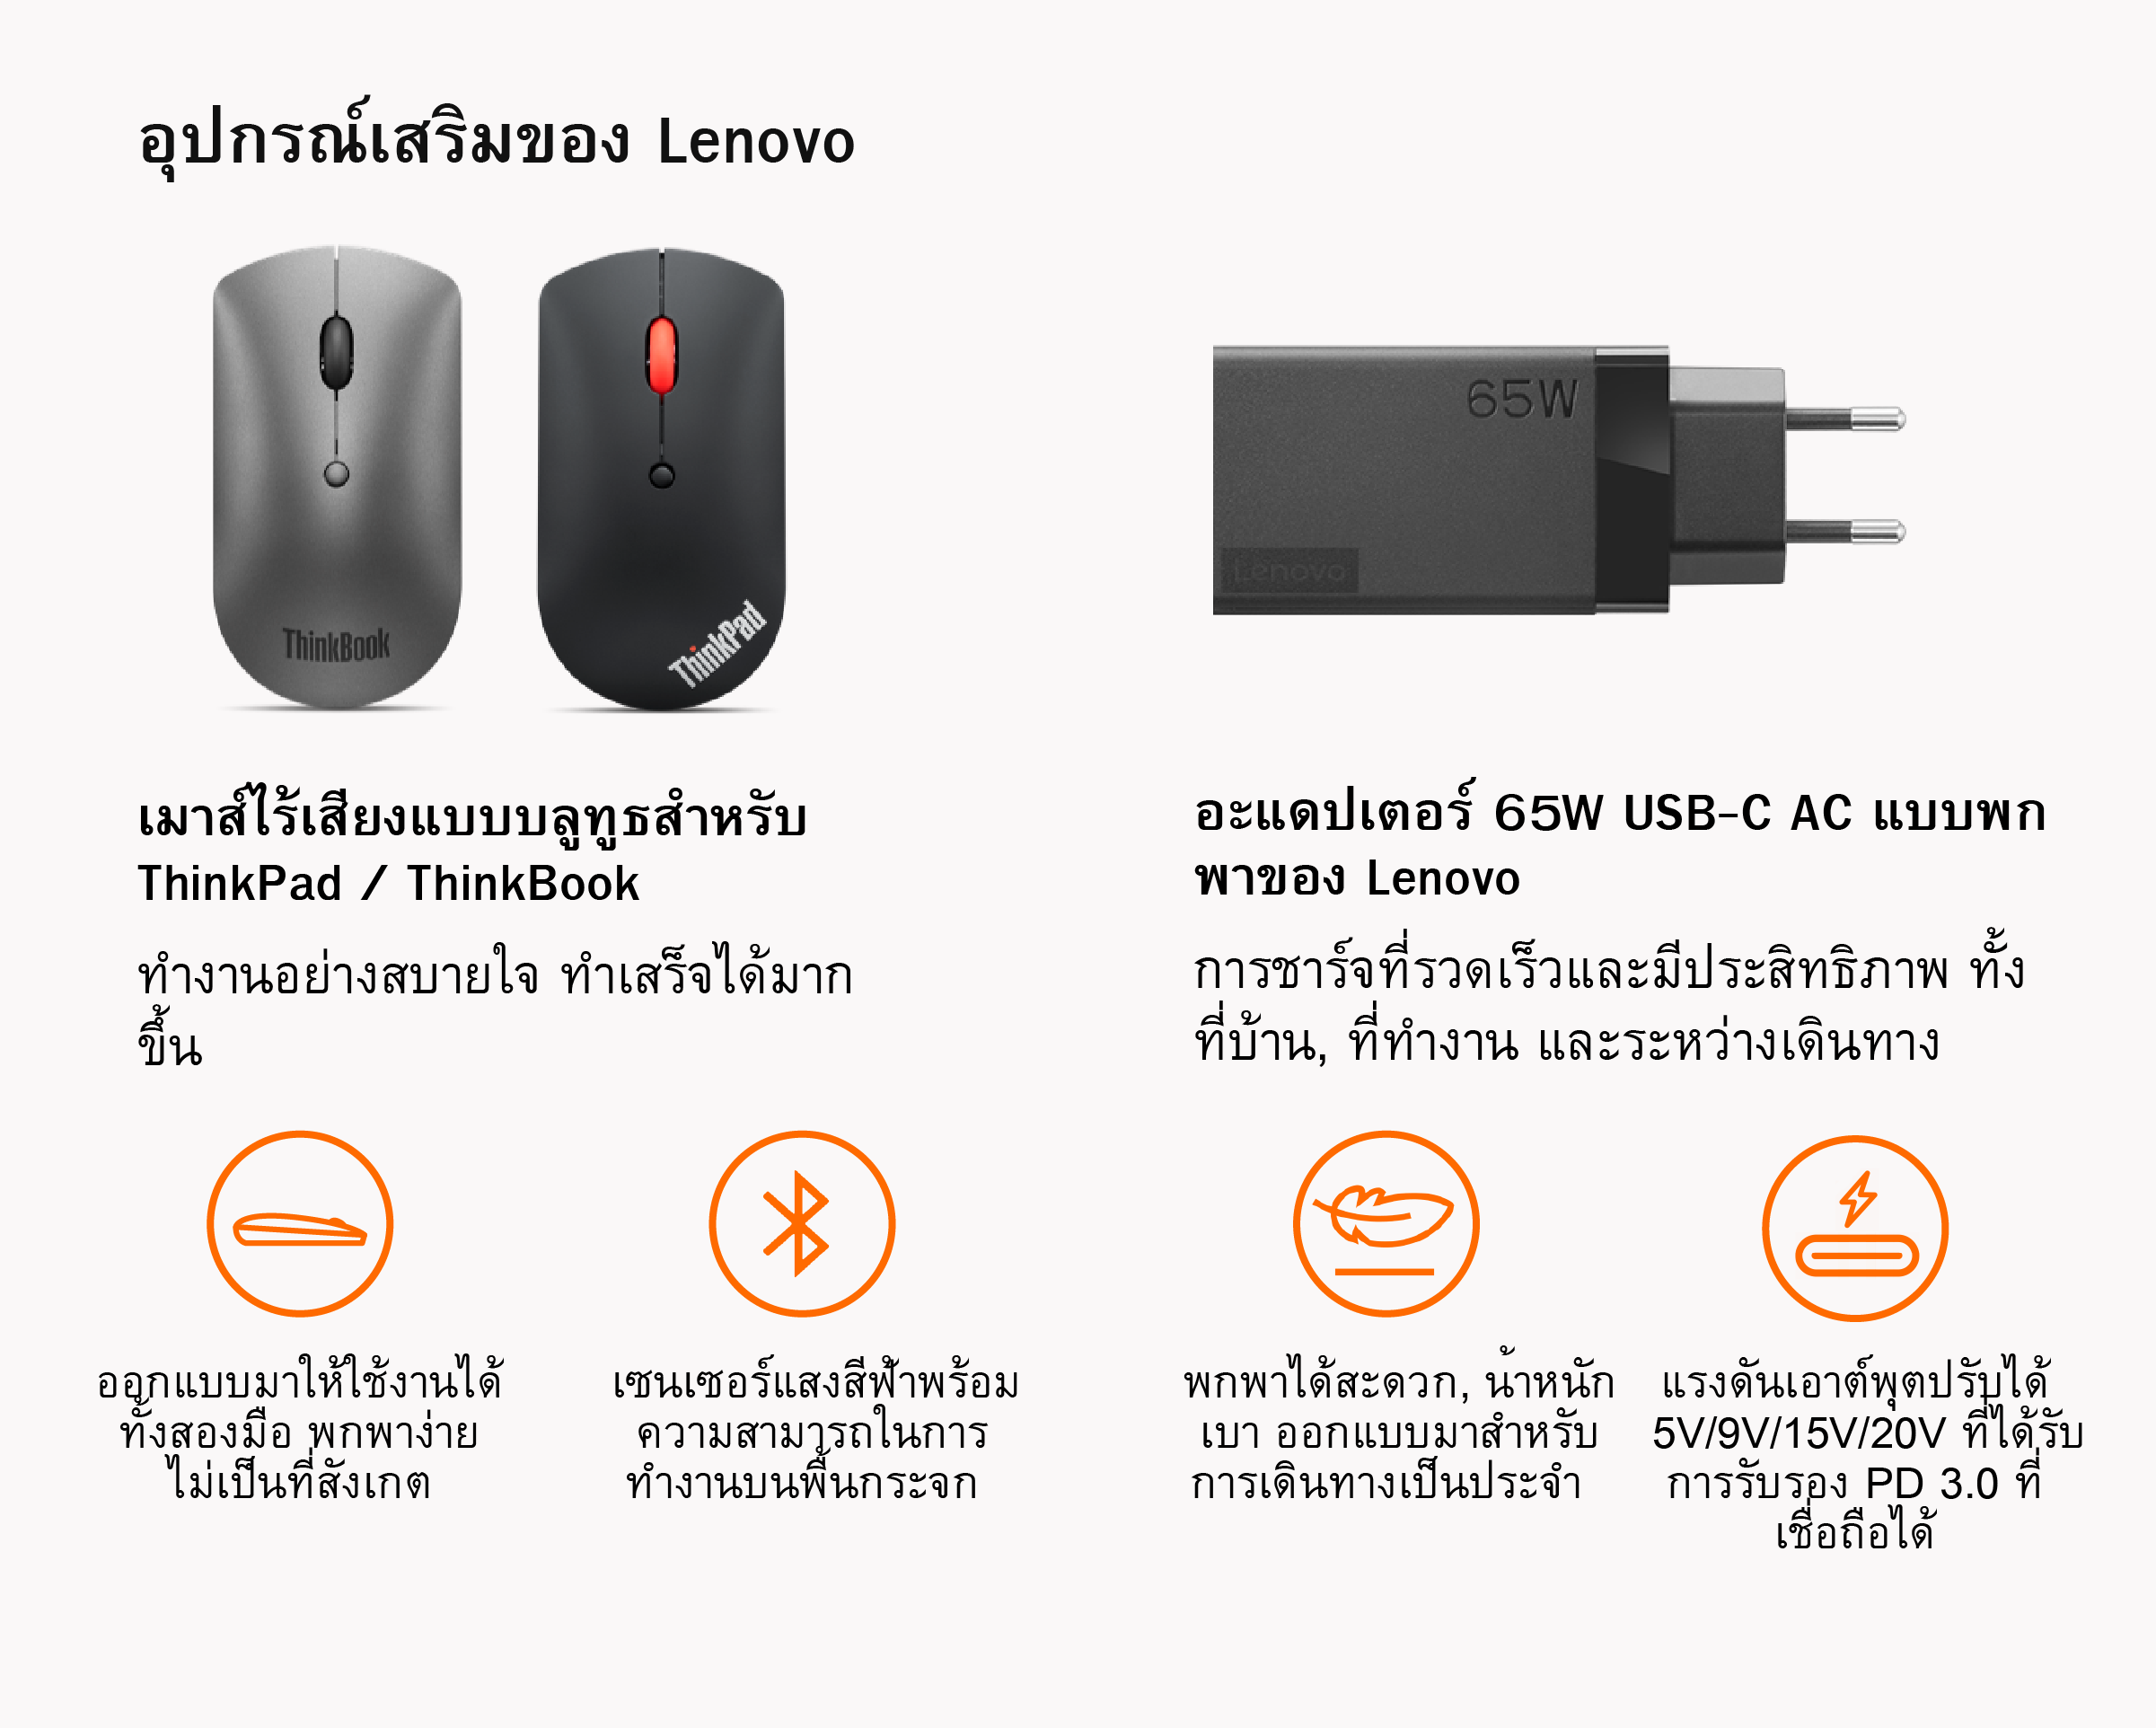 อุปกรณ์เสริมของ Lenovo
ThinkBook
ThinkPad
65W
Lenovo
เมาส์ไร้เสียงแบบบลูทูธสำหรับ
ThinkPad / ThinkBook
ทำงานอย่างสบายใจ ทำเสร็จได้มาก
ขึ้น
ออกแบบมาให้ใช้งานได้
ทั้งสองมือ พกพาง่าย
ไม่เป็นที่สังเกต
เซนเซอร์แสงสีฟ้าพร้อม
ความสามารถในการ
ทำงานบนพื้นกระจก
อะแดปเตอร์ 65W USB-C AC แบบพก
พาของ Lenovo
การชาร์จที่รวดเร็วและมีประสิทธิภาพ ทั้ง
ที่บ้าน, ที่ทำงาน และระหว่างเดินทาง
พกพาได้สะดวก, น้ำหนัก
เบา ออกแบบมาสำหรับ
การเดินทางเป็นประจำ
แรงดันเอาต์พุตปรับได้
5V/9V/15V/20V ที่ได้รับ
การรับรอง PD 3.0 ที่
เชื่อถือได้